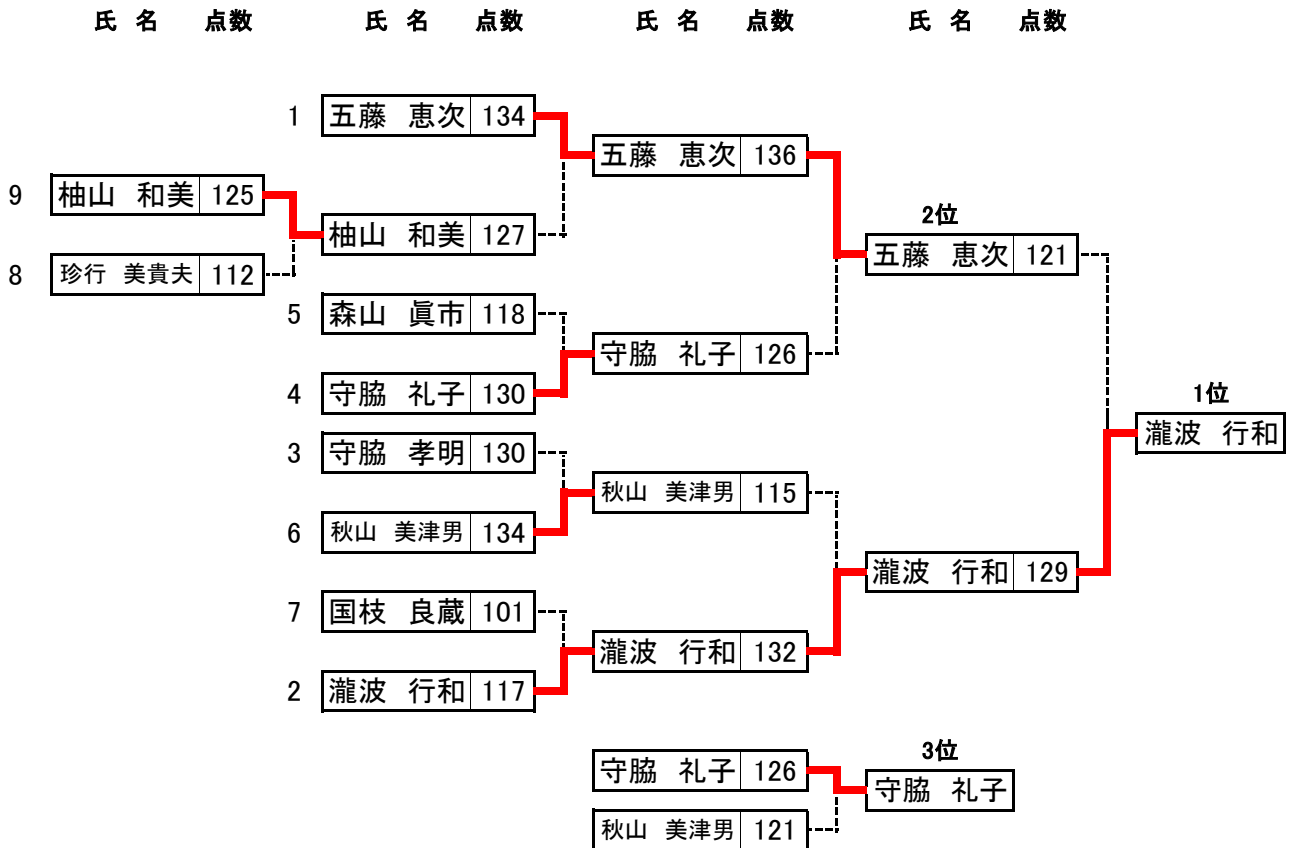 氏 名 点数 氏 名 点数 氏 名 点数 氏 名 点数
1 五藤 恵次 134
五藤 恵次 136
9 柚山 和美 125
2位
柚山 和美 127
五藤 恵次 121
8 珍行 美貴夫 112
5 森山 眞市 118
守脇 礼子 126
4 守脇 礼子 130
1位
瀧波 行和
3 守脇 孝明 130
秋山 美津男 115
6 秋山 美津男 134
瀧波 行和 129
7 国枝 良蔵 101
瀧波 行和 132
2 瀧波 行和 117
3位
守脇 礼子 126
守脇 礼子
秋山 美津男 121